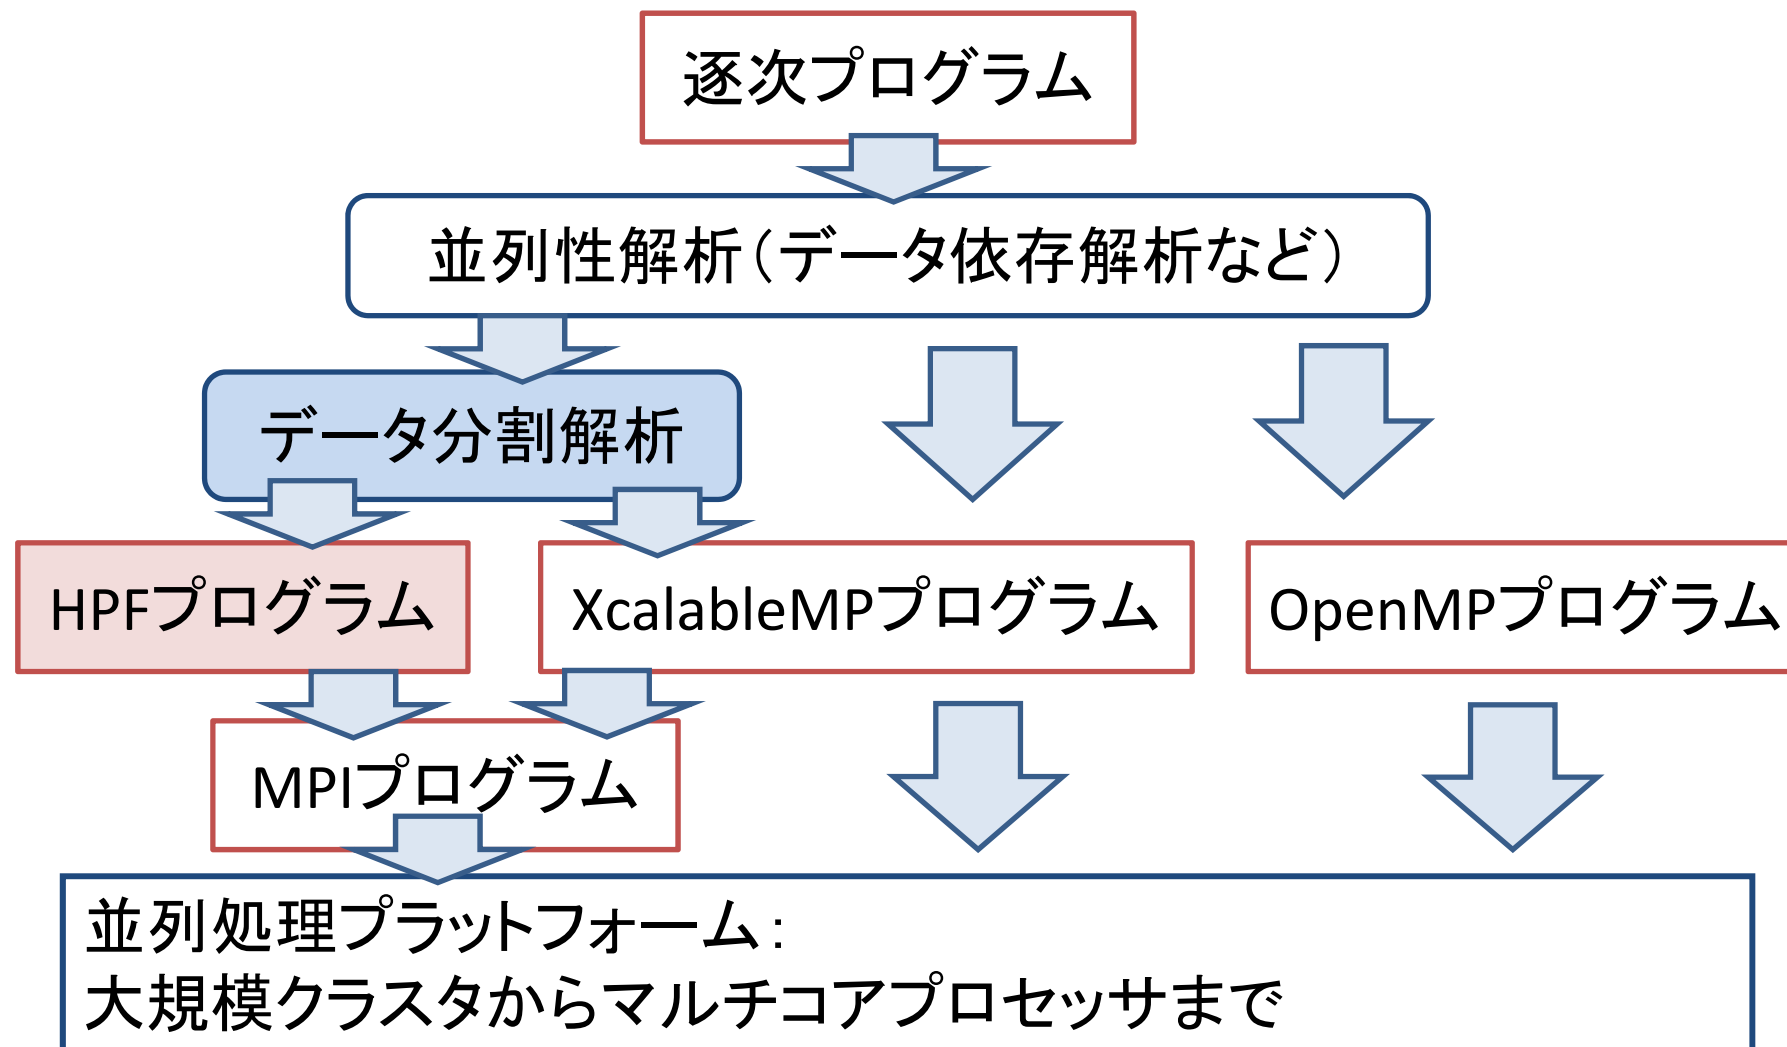 逐次プログラム
並列性解析(データ依存解析など)
データ分割解析
HPFプログラム
XcalableMPプログラム
OpenMPプログラム
MPIプログラム
並列処理プラットフォーム:
大規模クラスタからマルチコアプロセッサまで